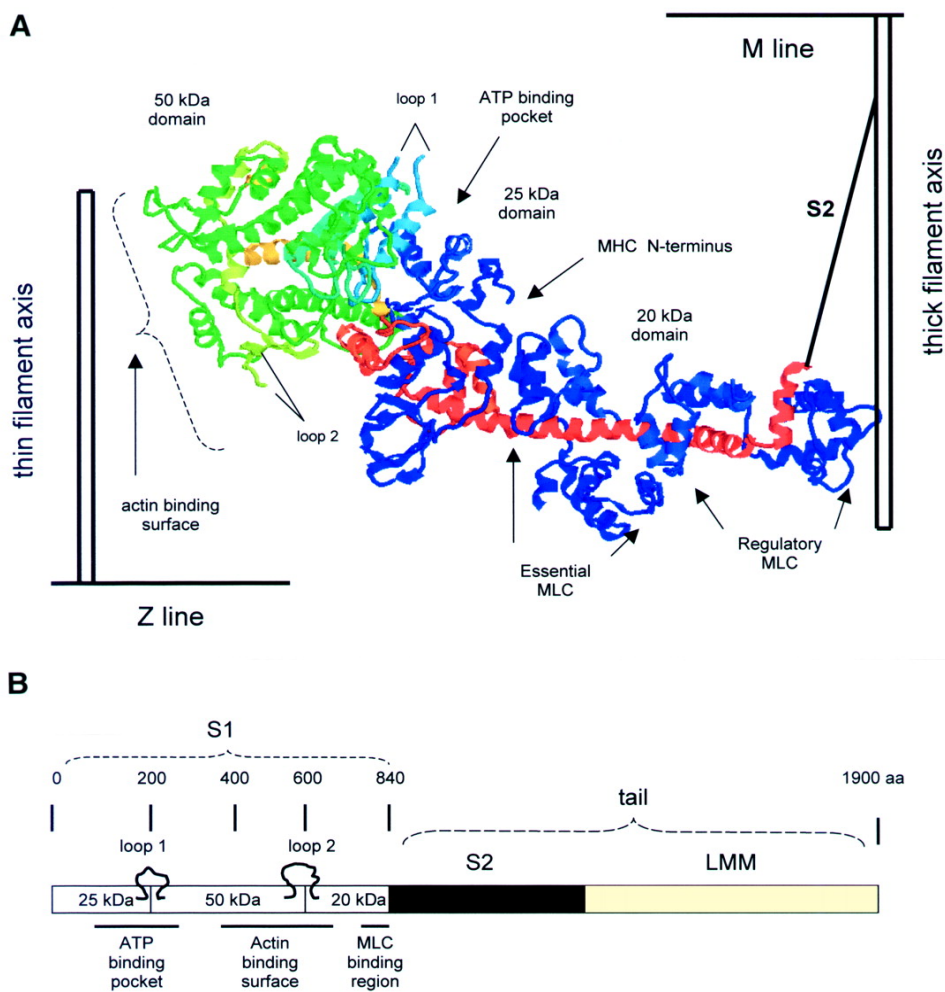 A
M line
50 kDa
domain
loop 1
ATP binding
pocket
25 kDa
domain
S2
thick filament axis
MHC N-terminus
20 kDa
domain
thin filament axis
loop 2
actin binding
surface
Essential
MLC
Regulatory
MLC
Z line
B
S1
0 200 400 600 840 1900 aa
tail
loop 1 loop 2
S2 LMM
25 kDa 50 kDa 20 kDa
ATP
binding
pocket
Actin
binding
surface
MLC
binding
region